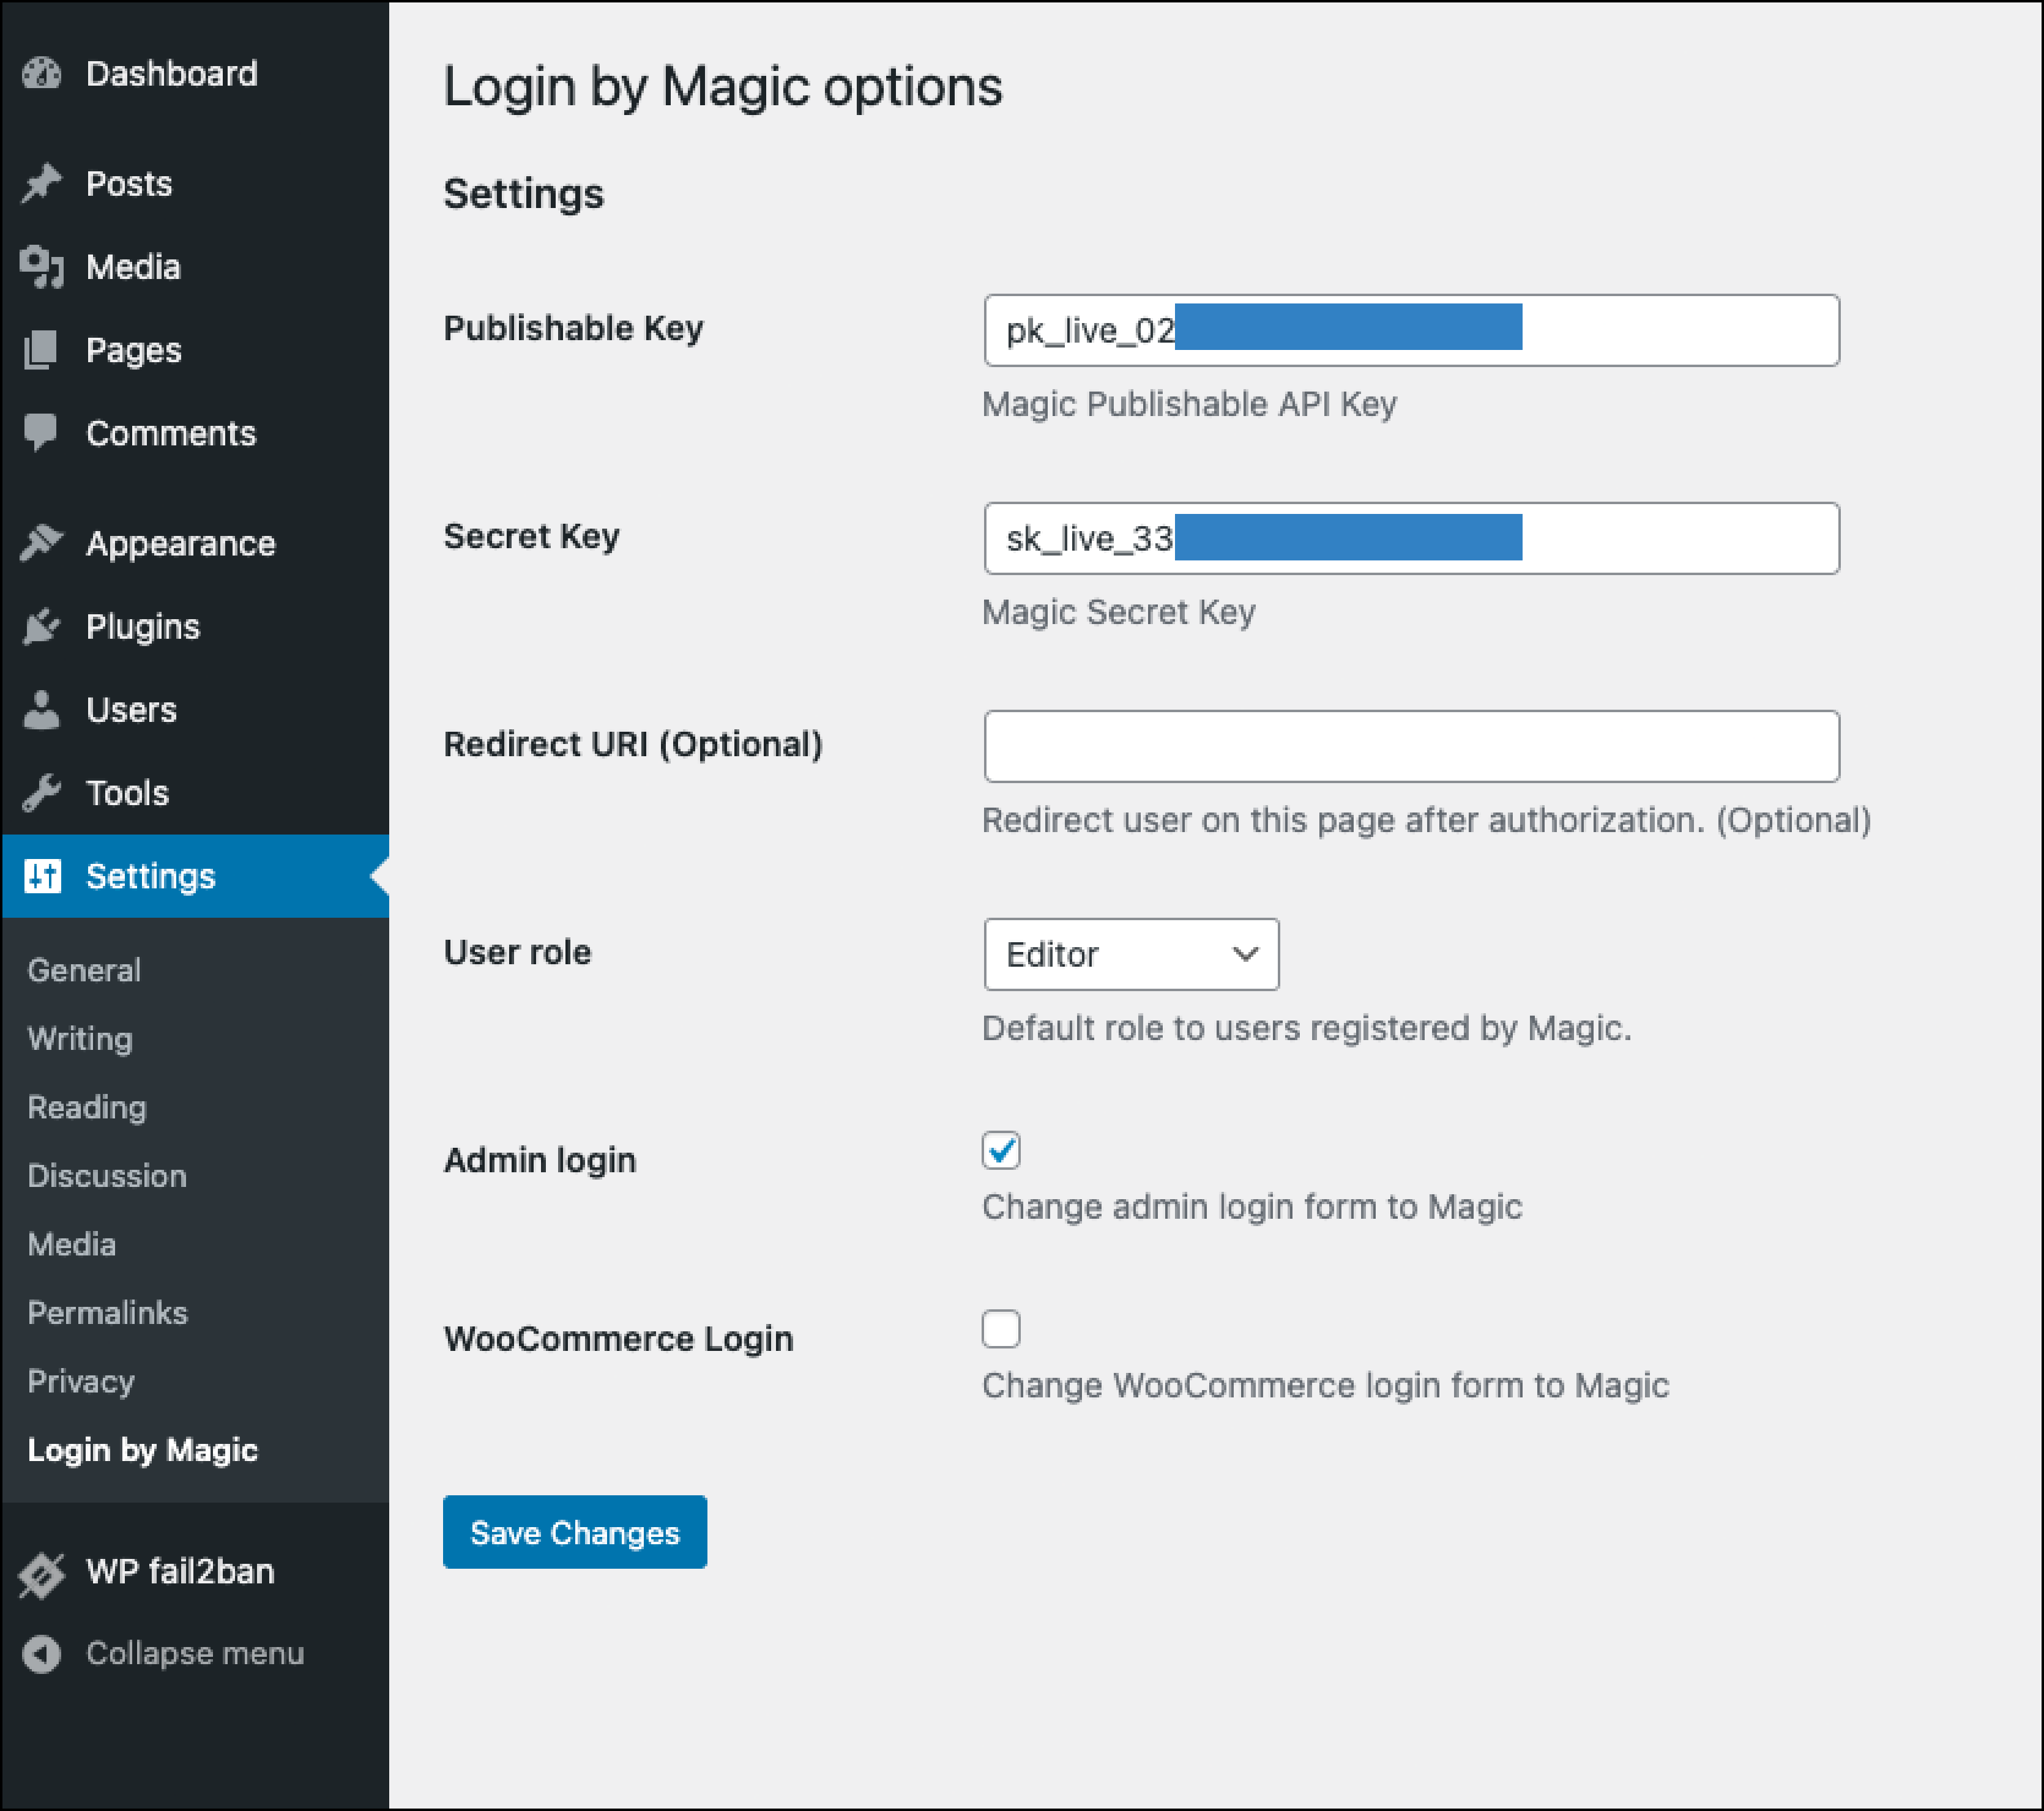 Dashboard
Posts
Media
Pages
Comments
Appearance
Plugins
Users
Tools
Settings
General
Writing
Reading
Discussion
Media
Permalinks
Privacy
Login by Magic
WP fail2ban
Collapse menu
Login by Magic options
Settings
Publishable Key
pk_live_02
Magic Publishable API Key
Secret Key
sk_live_33
Magic Secret Key
Redirect URI (Optional)
Redirect user on this page after authorization. (Optional)
User role
Editor
Default role to users registered by Magic.
Admin login
Change admin login form to Magic
WooCommerce Login
Change WooCommerce login form to Magic
Save Changes